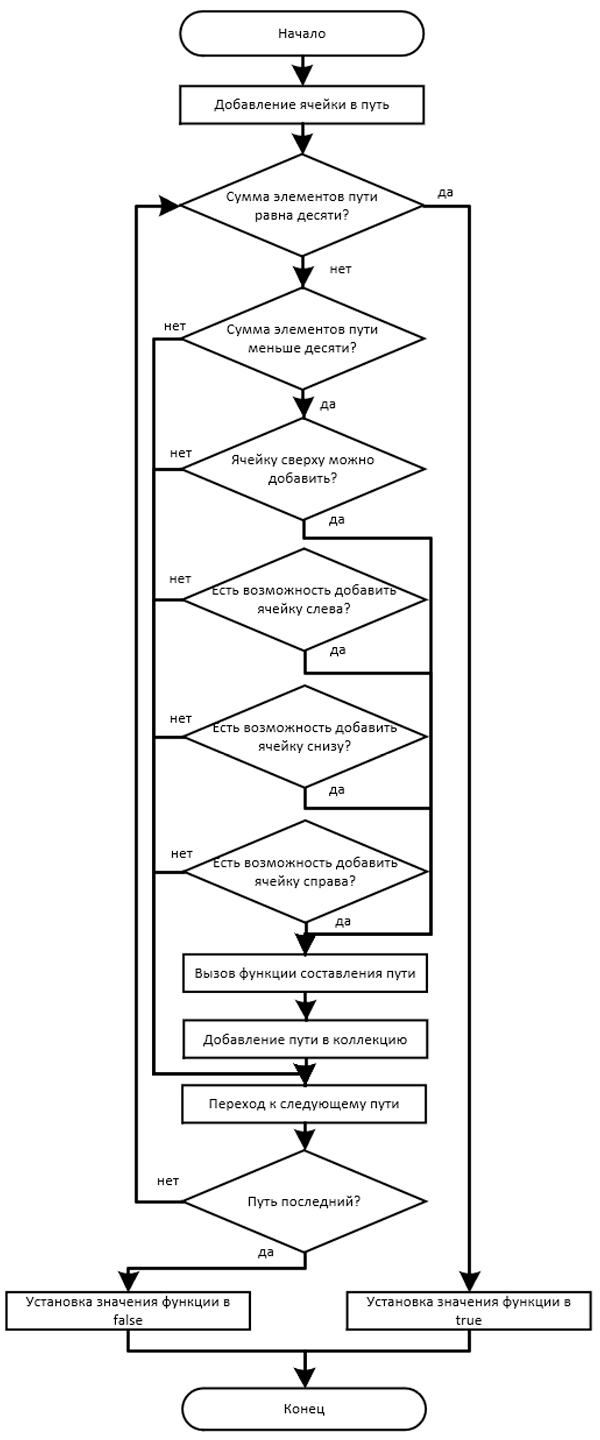 Начало
Добавление ячейки в путь
Сумма элементов пути
равна десяти?
да
нет
Сумма элементов пути
меньше десяти?
нет
да
Ячейку сверху можно
добавить?
нет
да
Есть возможность добавить
ячейку слева?
нет
да
Есть возможность добавить
ячейку снизу?
нет
да
Есть возможность добавить
ячейку справа?
нет
да
Вызов функции составления пути
Добавление пути в коллекцию
Переход к следующему пути
Путь последний?
нет
да
Установка значения функции в
false
Установка значения функции в
true
Конец